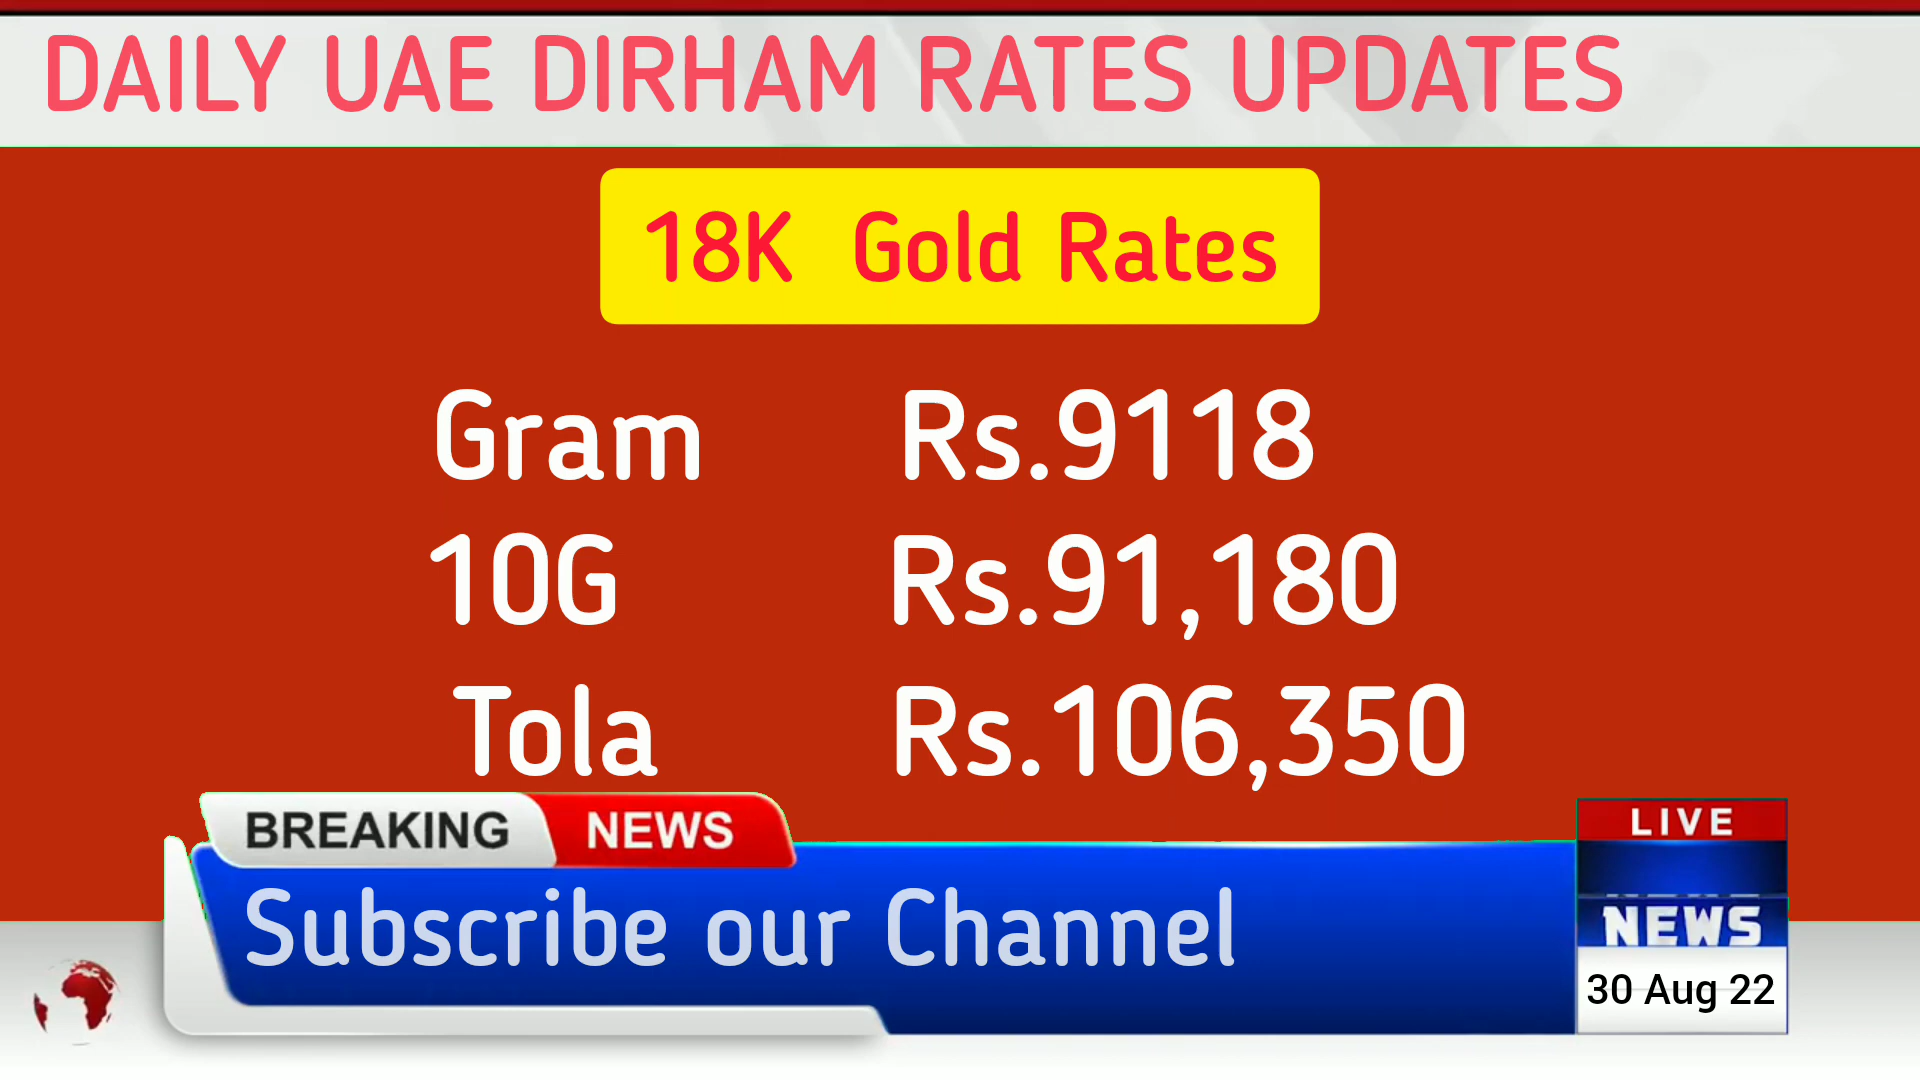 DAILY UAE DIRHAM RATES UPDATES
18K Gold Rates
Gram Rs.9118
10G Rs.91,180
Tola Rs.106,350
BREAKING NEWS
Subscribe our Channel
LIVE
NEWS
30 Aug 22